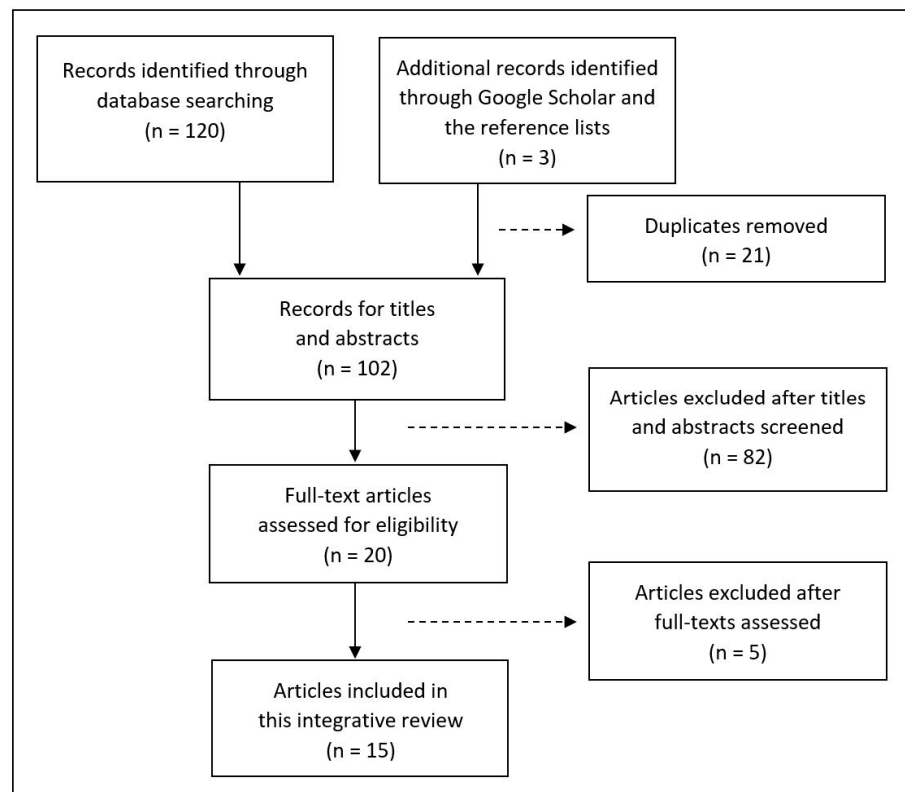 Records identified through
database searching
(n = 120)
Additional records identified
through Google Scholar and
the reference lists
(n = 3)
Duplicates removed
(n = 21)
Records for titles
and abstracts
(n = 102)
Articles excluded after titles
and abstracts screened
(n = 82)
Full-text articles
assessed for eligibility
(n = 20)
Articles excluded after
full-texts assessed
(n = 5)
Articles included in
this integrative review
(n = 15)